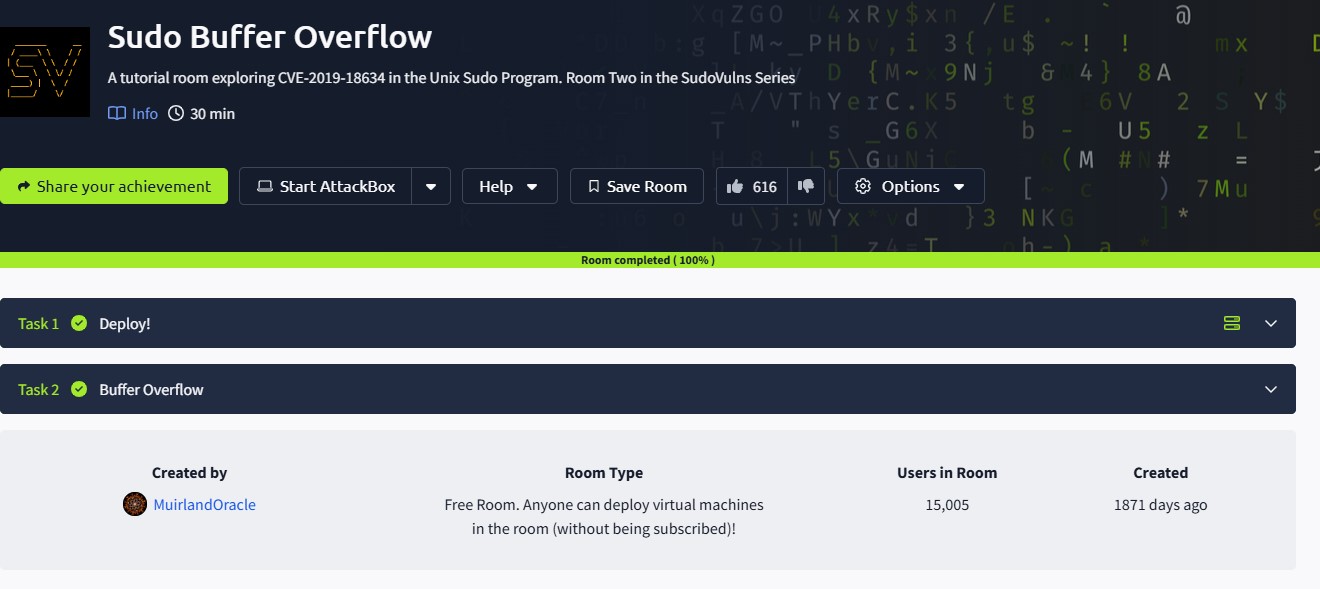 Sudo Buffer Overflow
A tutorial room exploring CVE-2019-18634 in the Unix Sudo Program. Room Two in the SudoVulns Series
Info 30 min
Share your achievement Start AttackBox Help Save Room 616 Options
Room completed ( 100% )
Task 1 Deploy!
Task 2 Buffer Overflow
Created by Room Type Users in Room Created
MuirlandOracle Free Room. Anyone can deploy virtual machines 15,005 1871 days ago
in the room (without being subscribed)!